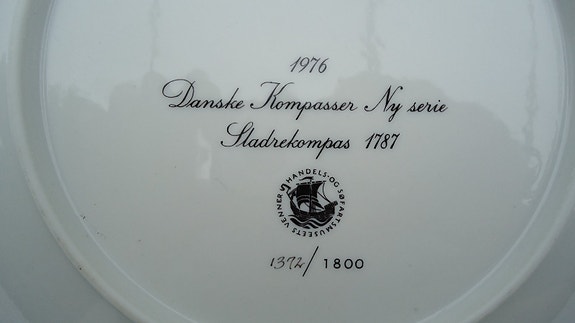 1976
Danske Kompasser Ny serie
Sladrekompas 1787
HANDELS-OG SØFARTSMUSEETS VENNER
1372/1800